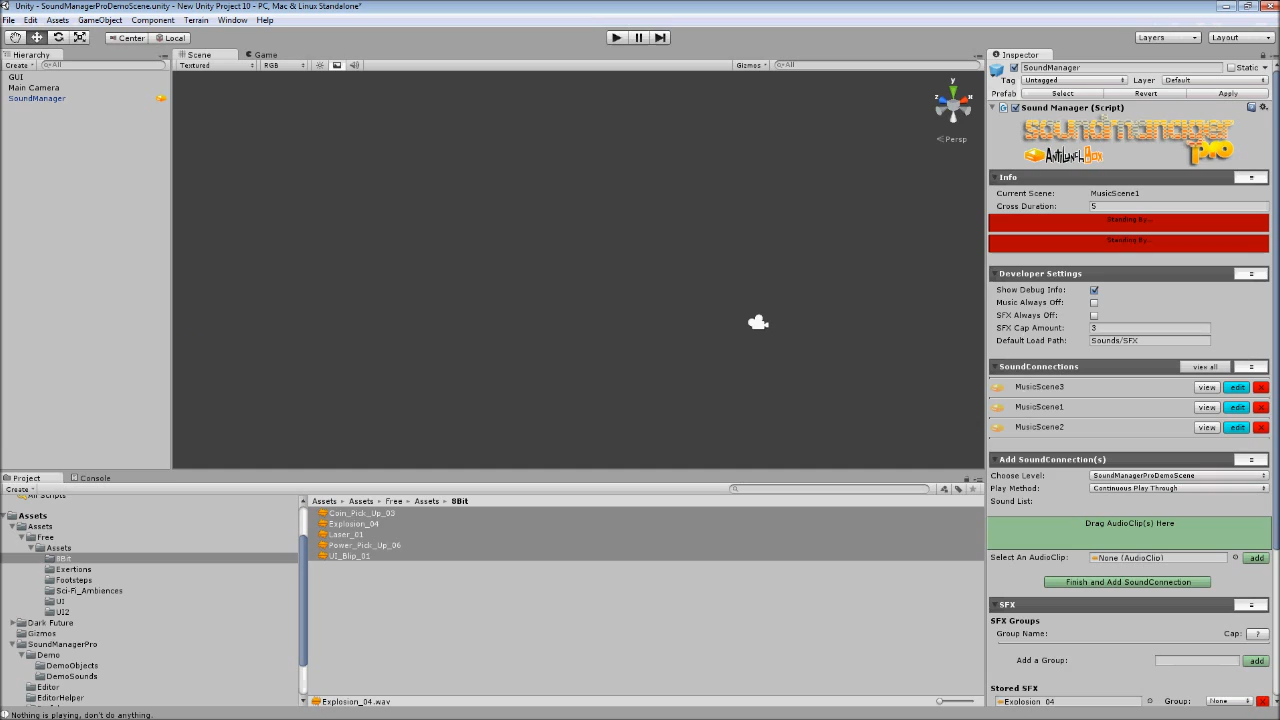 Unity - SoundManagerProDemoScene.unity* - New Unity Project 10 - PC, Mac & Linux Standalone*
File Edit Assets GameObject Component Terrain Window Help
Center Local Layers Layout
Hierarchy
Create All
GUI
Main Camera
SoundManager
Scene Game
Textured RGB Gizmos All
y
z x
Persp
Inspector
SoundManager Static
Tag Untagged Layer Default
Prefab Select Revert Apply
Sound Manager (Script)
soundmanager
pro
AntiLunchBox
Info
Current Scene: MusicScene1
Cross Duration: 5
Standing By...
Standing By...
Developer Settings
Show Debug Info:
Music Always Off:
SFX Always Off:
SFX Cap Amount: 3
Default Load Path: Sounds/SFX
SoundConnections view all
MusicScene3 view edit X
MusicScene1 view edit X
MusicScene2 view edit X
Add SoundConnection(s)
Choose Level: SoundManagerProDemoScene
Play Method: Continuous Play Through
Sound List:
Drag AudioClip(s) Here
Select An AudioClip: None (AudioClip) add
Finish and Add SoundConnection
SFX
SFX Groups
Group Name: Cap: ?
Add a Group: add
Stored SFX
Explosion_04 Group: None X
Project Console
Create
All Scripts
Assets
Assets
Free
Assets
8Bit
Exertions
Footsteps
Sci-Fi_Ambiences
UI
UI2
Dark Future
Gizmos
SoundManagerPro
Demo
DemoObjects
DemoSounds
Editor
EditorHelper
Assets Assets Free Assets 8Bit
Coin_Pick_Up_03
Explosion_04
Laser_01
Power_Pick_Up_06
UI_Blip_01
Explosion_04.wav
Nothing is playing, don't do anything.